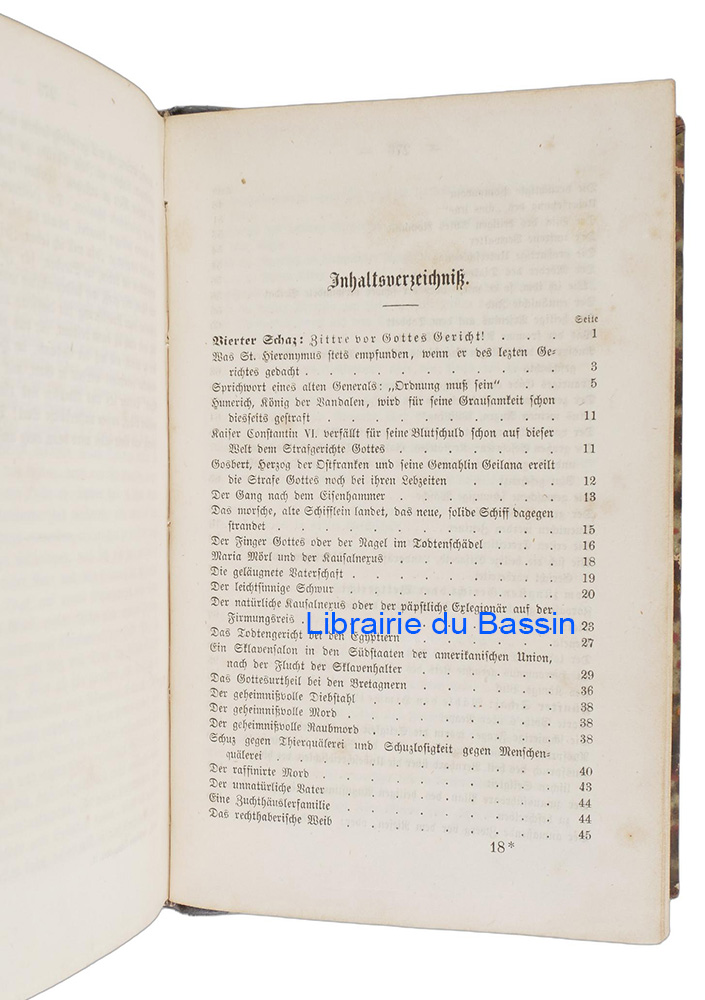 Inhaltsverzeichniß.
Seite
Vierter Schaz: Zittre vor Gottes Gericht! . . . 1
Was St. Hieronymus stets empfunden, wenn er des lezten Ge-
richtes gedacht . . . . . . . . 3
Sprichwort eines alten Generals: „Ordnung muß sein“ . . 5
Hunerich, König der Vandalen, wird für seine Grausamkeit schon
diesseits gestraft . . . . . . . 11
Kaiser Constantin VI. verfällt für seine Blutschuld schon auf dieser
Welt dem Strafgerichte Gottes . . . . . 11
Gosbert, Herzog der Ostfranken und seine Gemahlin Geilana ereilt
die Strafe Gottes noch bei ihren Lebzeiten . . . . 12
Der Gang nach dem Eisenhammer . . . . . 13
Das morsche, alte Schifflein landet, das neue, solide Schiff dagegen
strandet . . . . . . . . . . 15
Der Finger Gottes oder der Nagel im Todtenschädel . . . 16
Maria Mörl und der Kausalnexus . . . . . 18
Die geläugnete Vaterschaft . . . . . . . 19
Der leichtsinnige Schwur . . . . . . . 20
Der natürliche Kausalnexus oder der päpstliche Exlegionär auf der
Firmungsreis . . . . . . . . 23
Librairie du Bassin
Das Todtengericht bei den Egyptiern . . . . . 27
Ein Sklavensalon in den Südstaaten der amerikanischen Union,
nach der Flucht der Sklavenhalter . . . . . 29
Das Gottesurtheil bei den Bretagnern . . . . . 36
Der geheimnißvolle Diebstahl . . . . . . 38
Der geheimnißvolle Mord . . . . . . . 38
Der geheimnißvolle Raubmord . . . . . . 38
Schuz gegen Thierquälerei und Schuzlosigkeit gegen Menschen-
quälerei . . . . . . . . . 40
Der raffinirte Mord . . . . . . . . 43
Der unnatürliche Vater . . . . . . . 44
Eine Zuchthäuslerfamilie . . . . . . . 44
Das rechthaberische Weib . . . . . . . 45
18*